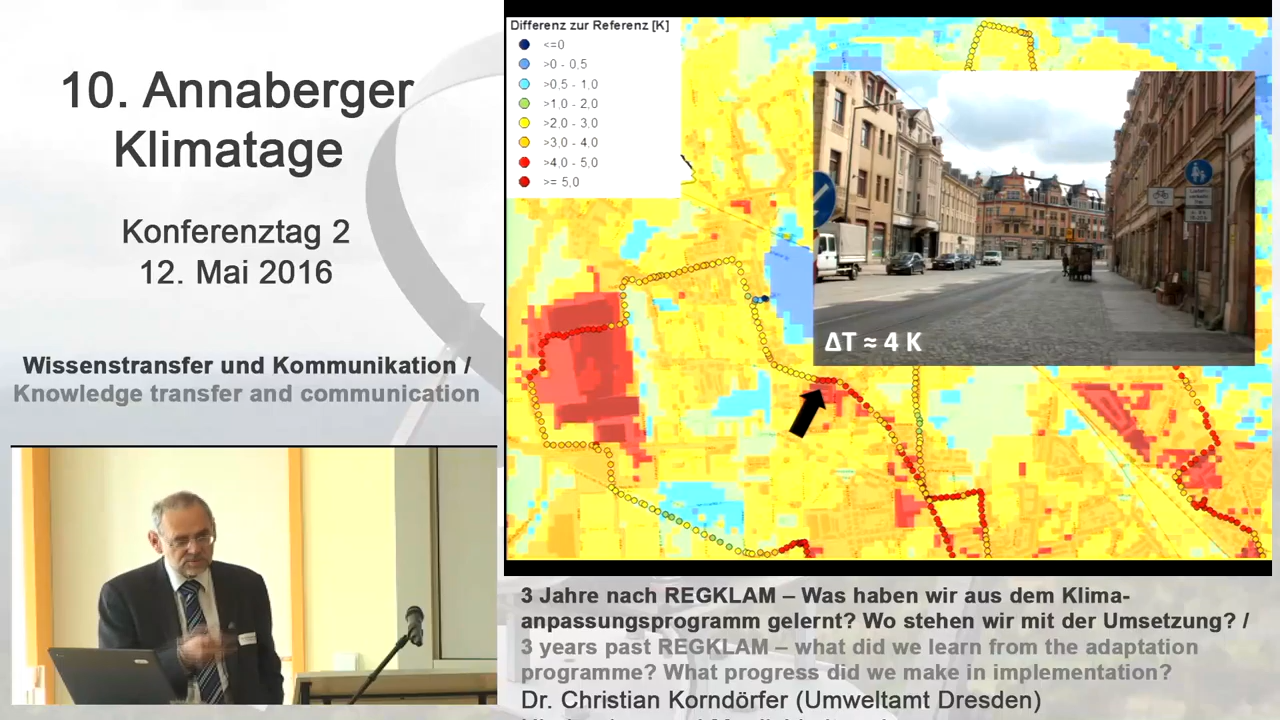 10. Annaberger
Klimatage
Konferenztag 2
12. Mai 2016
Wissenstransfer und Kommunikation /
Knowledge transfer and communication
Differenz zur Referenz [K]
<=0
>0 - 0,5
>0,5 - 1,0
>1,0 - 2,0
>2,0 - 3,0
>3,0 - 4,0
>4,0 - 5,0
>= 5,0
ΔT ≈ 4 K
3 Jahre nach REGKLAM – Was haben wir aus dem Klima-
anpassungsprogramm gelernt? Wo stehen wir mit der Umsetzung? /
3 years past REGKLAM – what did we learn from the adaptation
programme? What progress did we make in implementation?
Dr. Christian Korndörfer (Umweltamt Dresden)